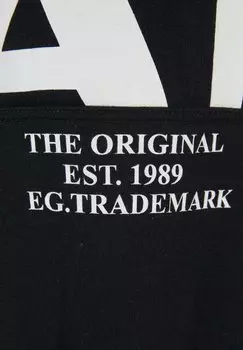 THE ORIGINAL
EST. 1989
EG.TRADEMARK